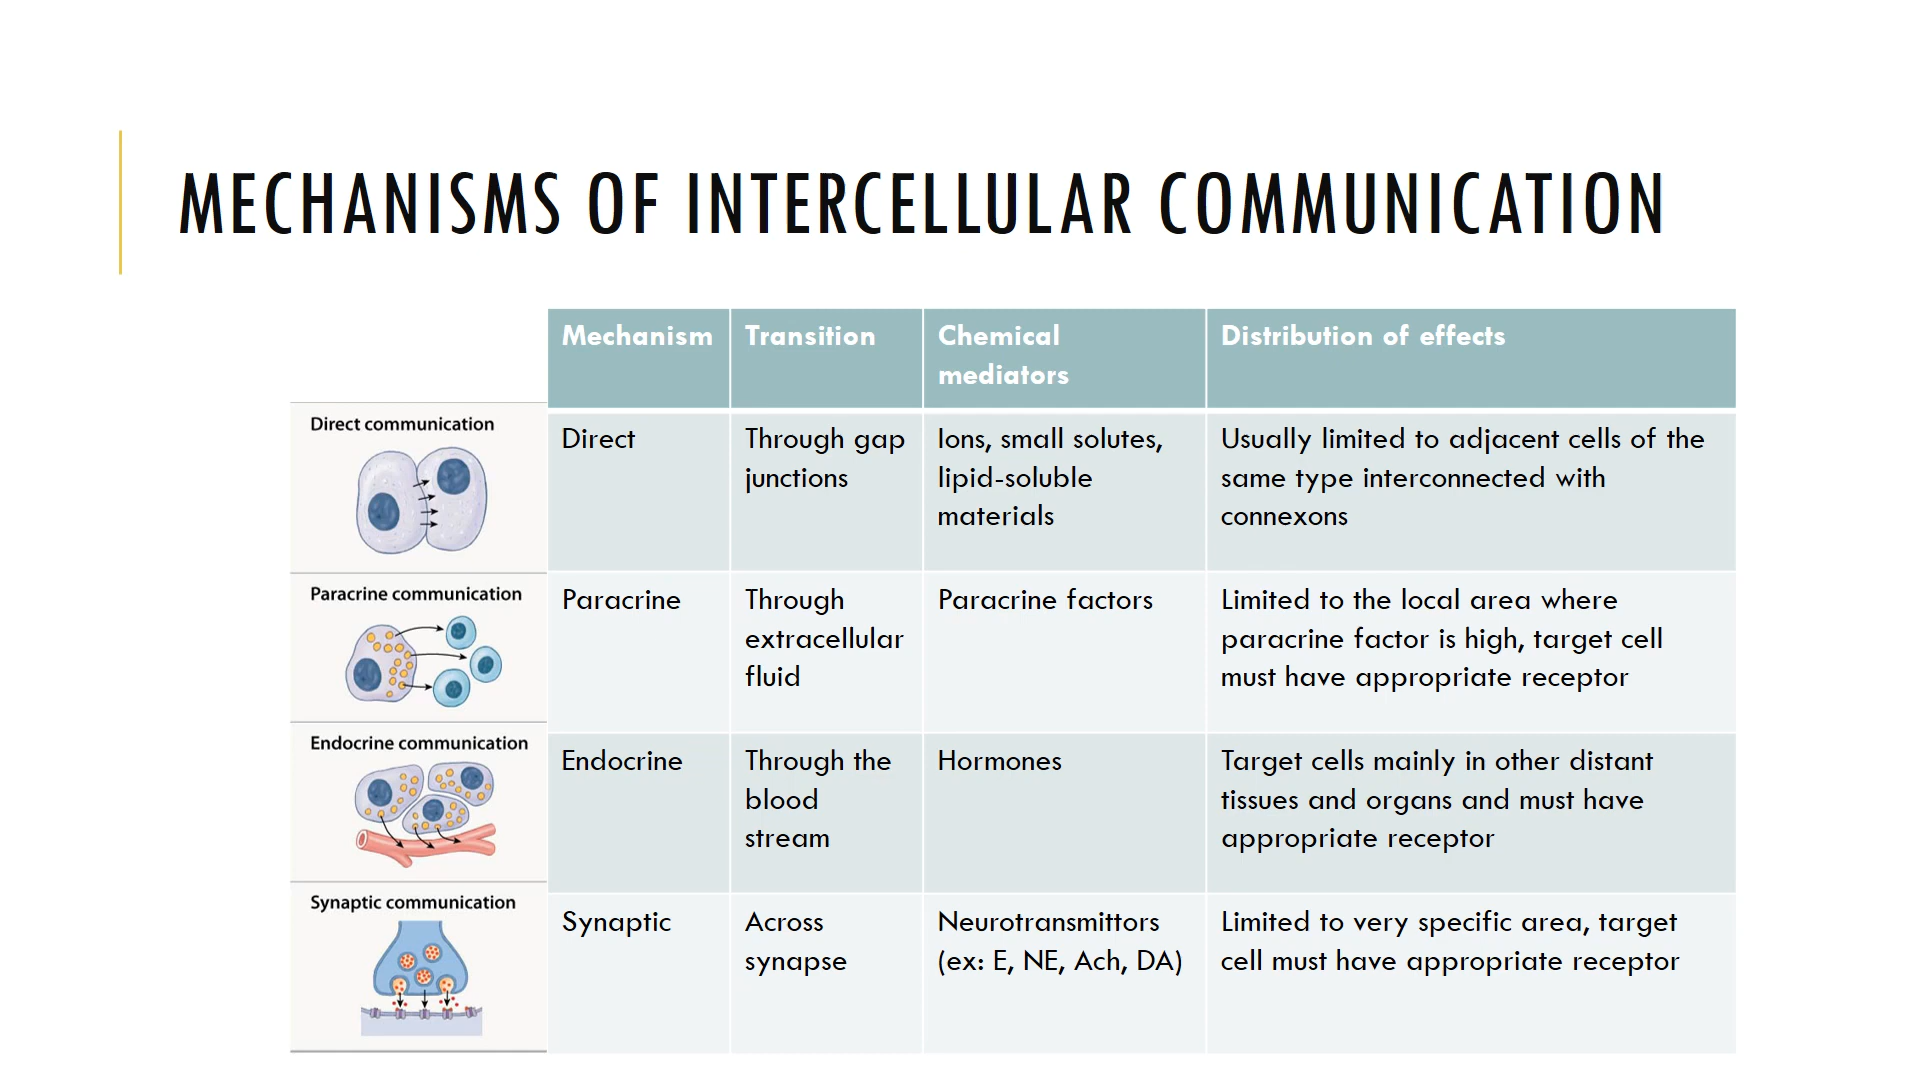 MECHANISMS OF INTERCELLULAR COMMUNICATION
Mechanism
Transition
Chemical
mediators
Distribution of effects
Direct communication
Direct
Through gap
junctions
Ions, small solutes,
lipid-soluble
materials
Usually limited to adjacent cells of the
same type interconnected with
connexons
Paracrine communication
Paracrine
Through
extracellular
fluid
Paracrine factors
Limited to the local area where
paracrine factor is high, target cell
must have appropriate receptor
Endocrine communication
Endocrine
Through the
blood
stream
Hormones
Target cells mainly in other distant
tissues and organs and must have
appropriate receptor
Synaptic communication
Synaptic
Across
synapse
Neurotransmittors
(ex: E, NE, Ach, DA)
Limited to very specific area, target
cell must have appropriate receptor